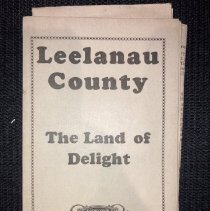 Leelanau
County
The Land of
Delight